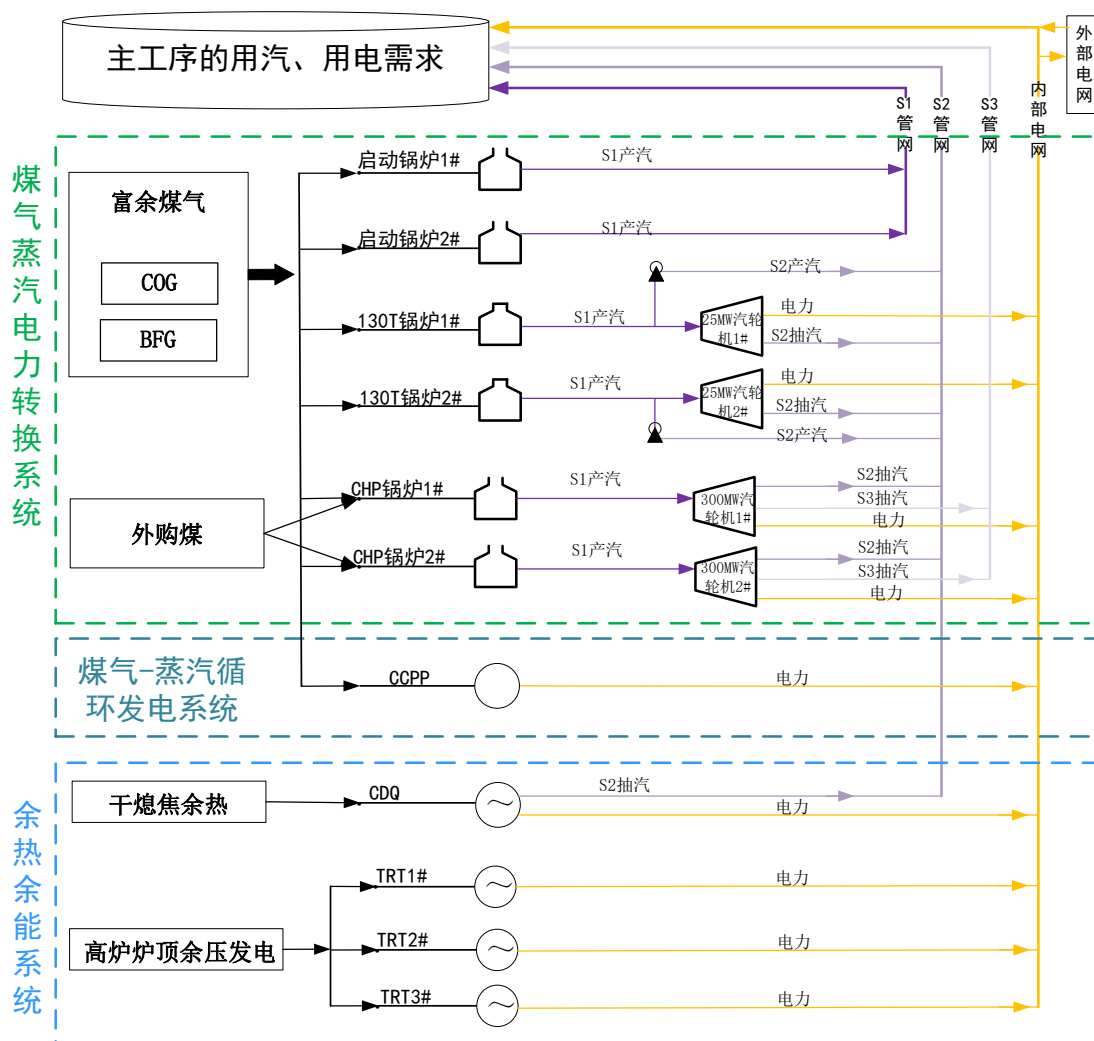 主工序的用汽、用电需求
外部电网
S1管网
S2管网
S3管网
内部电网
煤气蒸汽电力转换系统
富余煤气
COG
BFG
启动锅炉1#
S1产汽
启动锅炉2#
S1产汽
S2产汽
130T锅炉1#
S1产汽
25MW汽轮
机1#
电力
S2抽汽
130T锅炉2#
S1产汽
25MW汽轮
机2#
电力
S2抽汽
S2产汽
外购煤
CHP锅炉1#
S1产汽
300MW汽
轮机1#
S2抽汽
S3抽汽
电力
CHP锅炉2#
S1产汽
300MW汽
轮机2#
S2抽汽
S3抽汽
电力
煤气-蒸汽循
环发电系统
CCPP
电力
余热余能系统
干熄焦余热
CDQ
S2抽汽
电力
高炉炉顶余压发电
TRT1#
电力
TRT2#
电力
TRT3#
电力